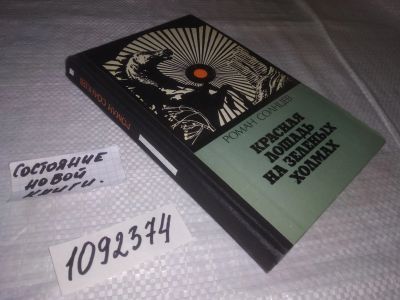 РОМАН СОЛНЦЕВ
КРАСНАЯ
ЛОШАДЬ
НА ЗЕЛЕНЫХ
ХОЛМАХ
РОМАН СОЛНЦЕВ
СОСТОЯНИЕ
НОВОЙ
КНИГИ.
1092374